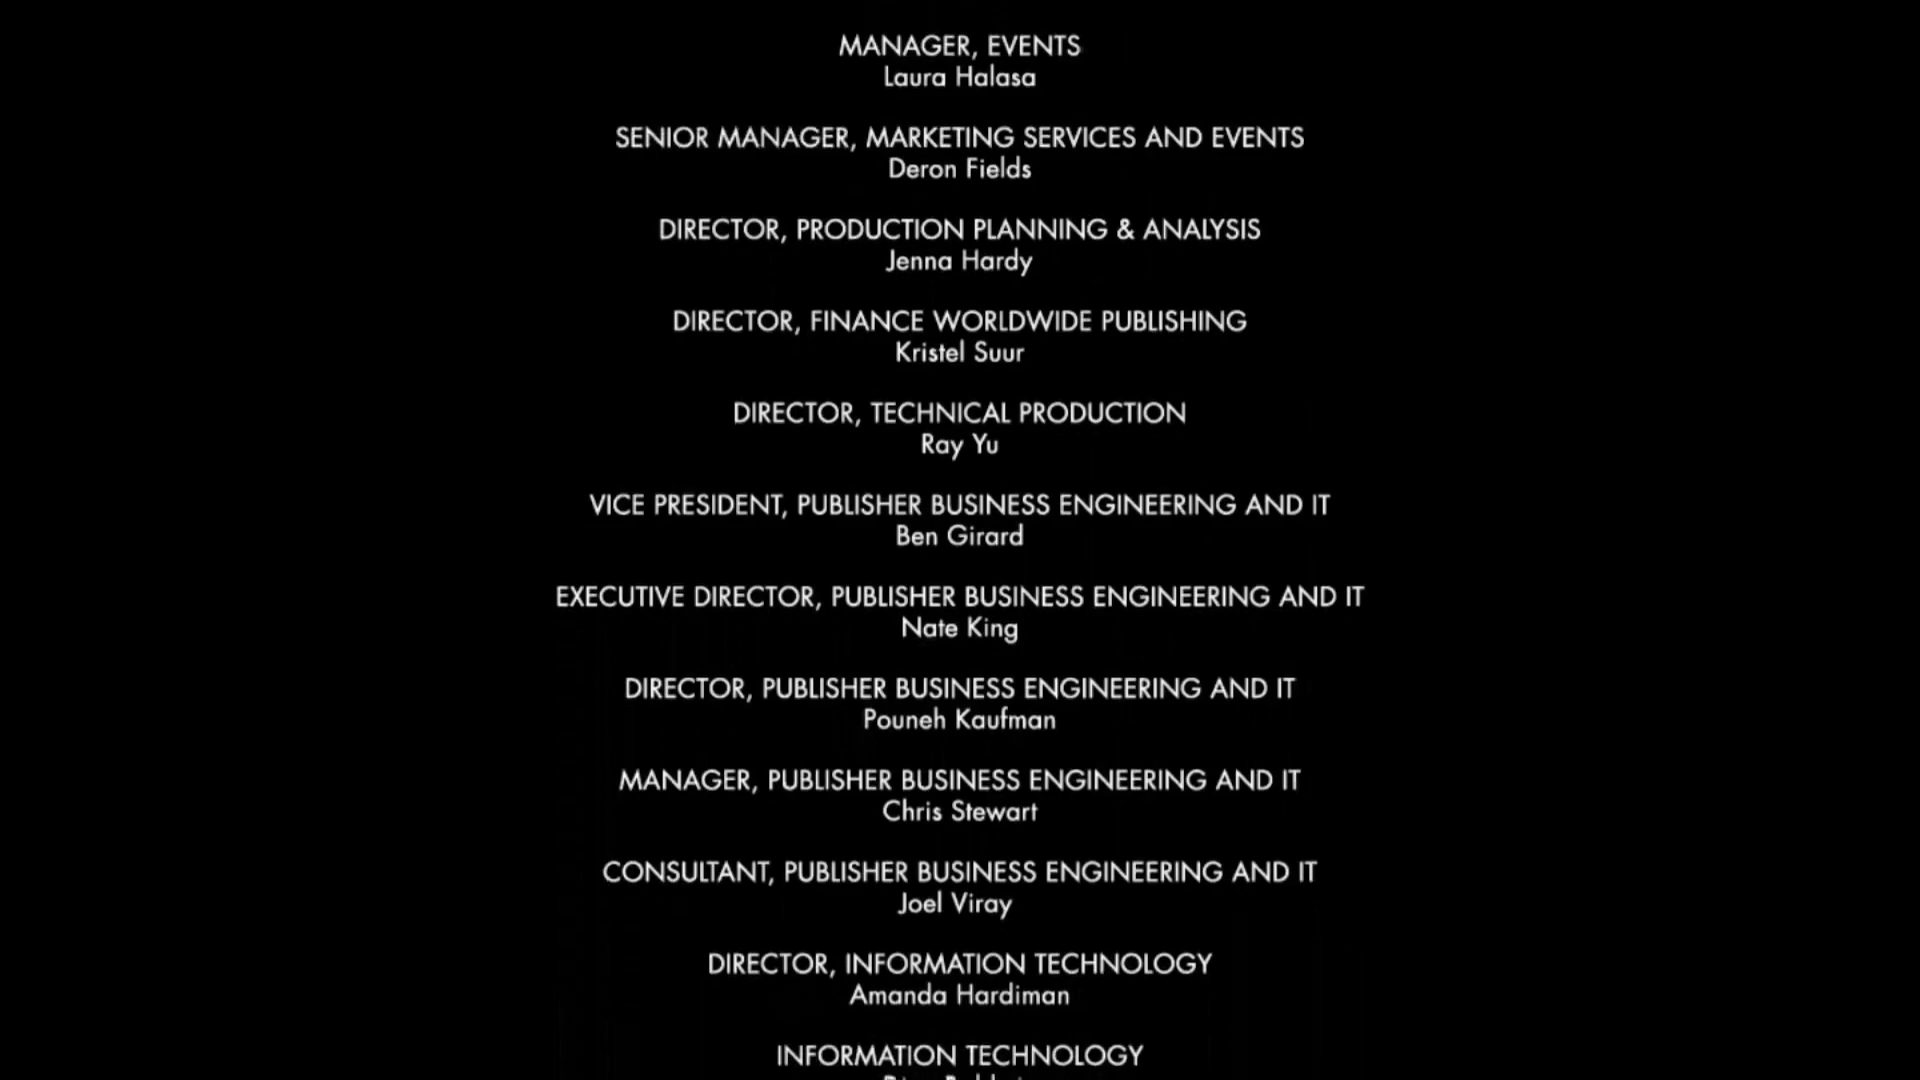 MANAGER, EVENTS
Laura Halasa
SENIOR MANAGER, MARKETING SERVICES AND EVENTS
Deron Fields
DIRECTOR, PRODUCTION PLANNING & ANALYSIS
Jenna Hardy
DIRECTOR, FINANCE WORLDWIDE PUBLISHING
Kristel Suur
DIRECTOR, TECHNICAL PRODUCTION
Ray Yu
VICE PRESIDENT, PUBLISHER BUSINESS ENGINEERING AND IT
Ben Girard
EXECUTIVE DIRECTOR, PUBLISHER BUSINESS ENGINEERING AND IT
Nate King
DIRECTOR, PUBLISHER BUSINESS ENGINEERING AND IT
Pouneh Kaufman
MANAGER, PUBLISHER BUSINESS ENGINEERING AND IT
Chris Stewart
CONSULTANT, PUBLISHER BUSINESS ENGINEERING AND IT
Joel Viray
DIRECTOR, INFORMATION TECHNOLOGY
Amanda Hardiman
INFORMATION TECHNOLOGY